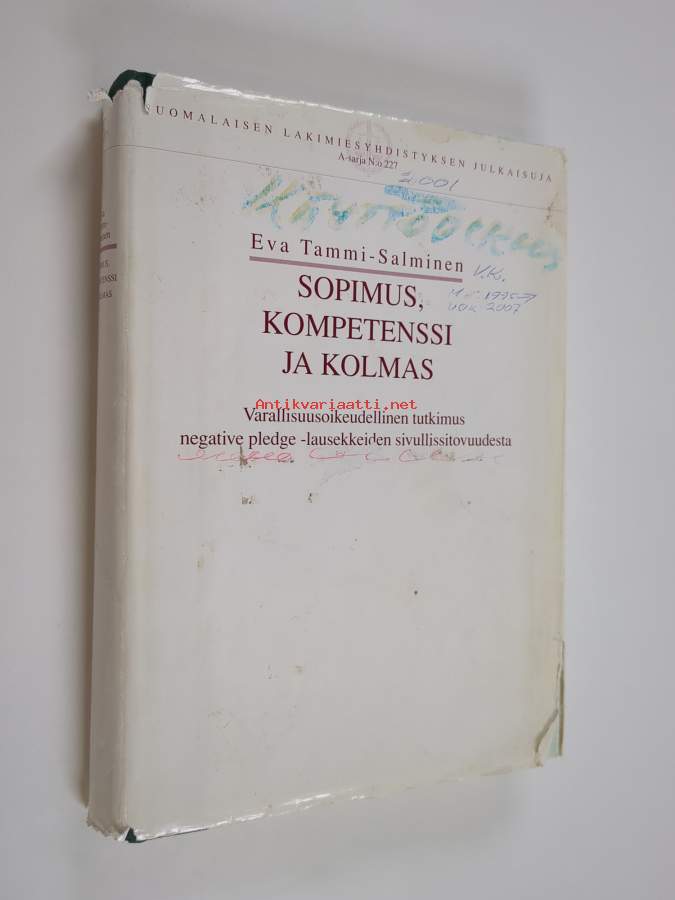 SUOMALAISEN LAKIMIESYHDISTYKSEN JULKAISUJA
A-sarja N:o 227
2001
Eva Tammi-Salminen
V.K.
SOPIMUS,
KOMPETENSSI
JA KOLMAS
Antikvariaatti.net
Varallisuusoikeudellinen tutkimus
negative pledge -lausekkeiden sivullissitovuudesta